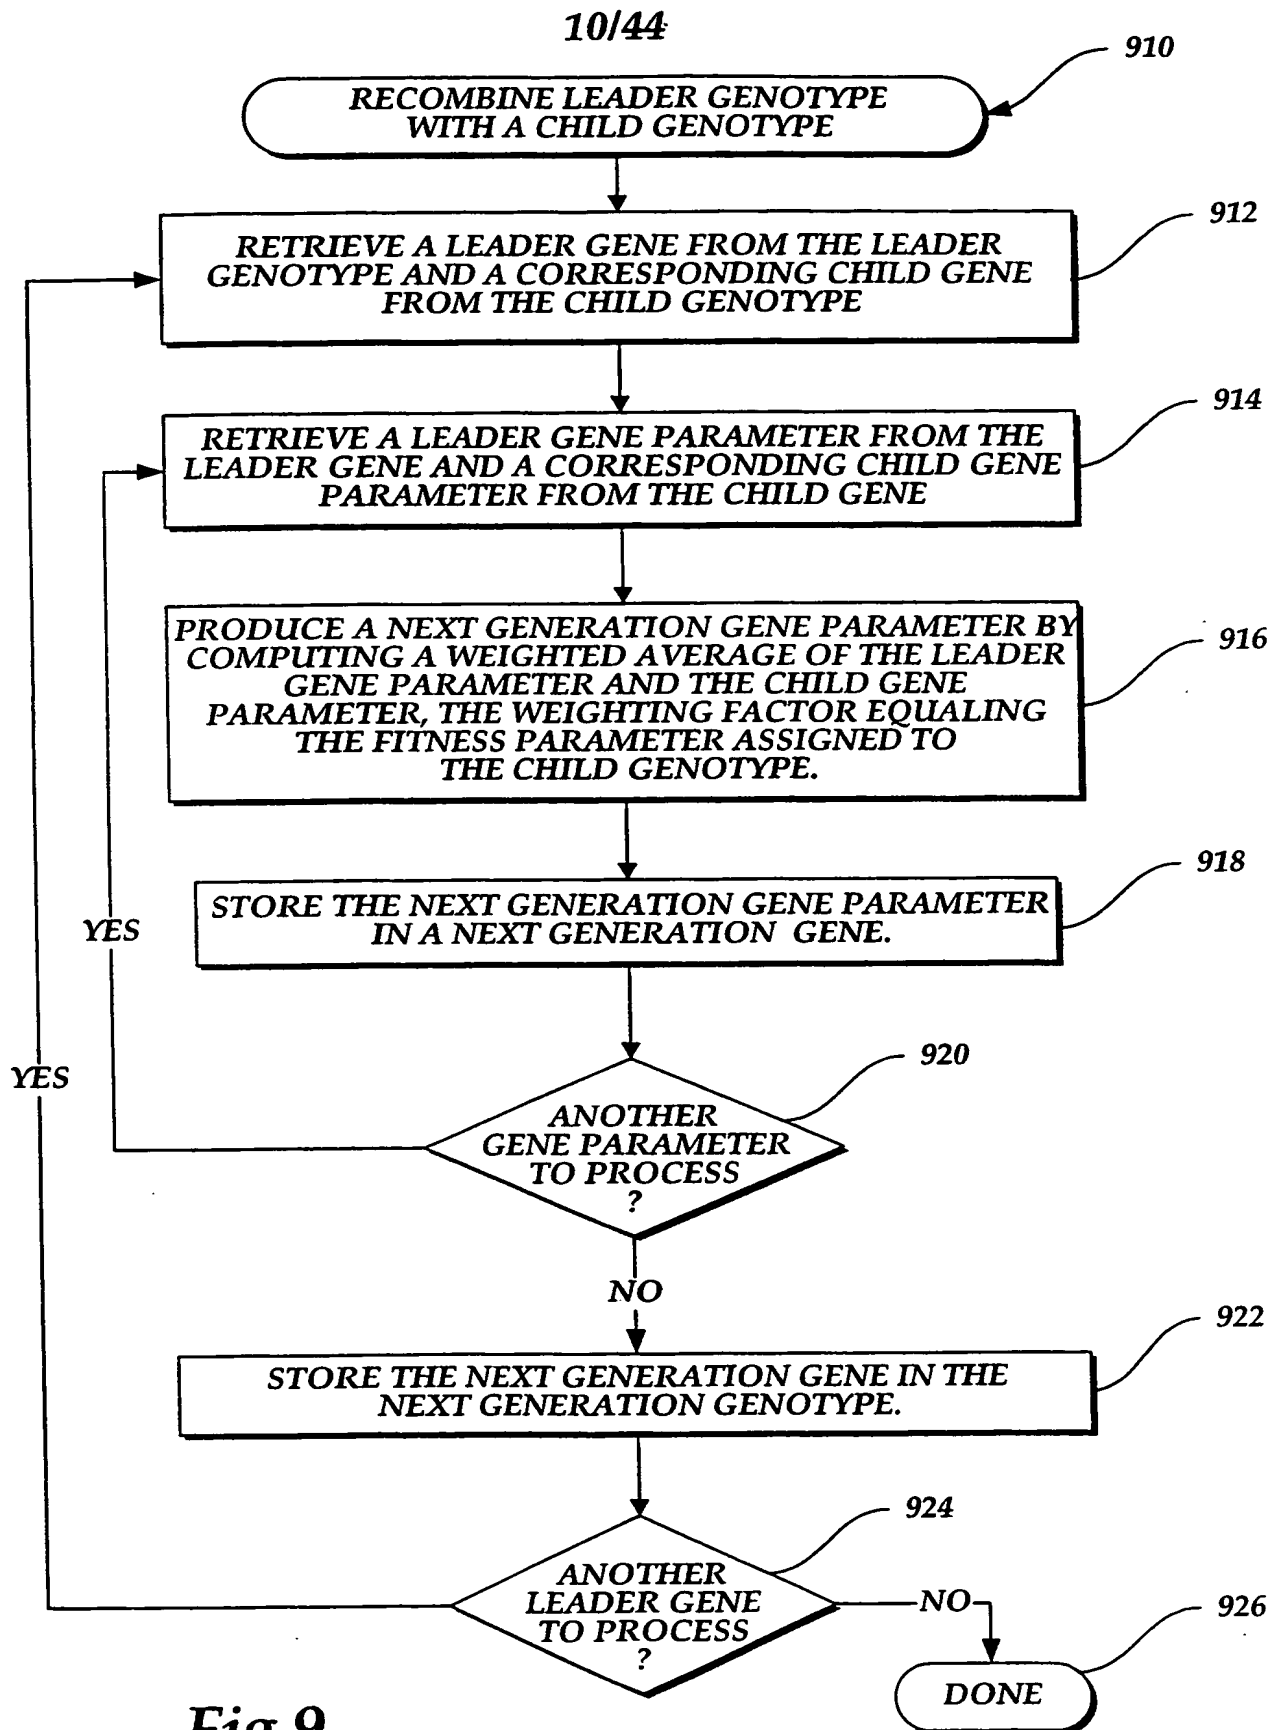 10/44
910
RECOMBINE LEADER GENOTYPE
WITH A CHILD GENOTYPE
912
RETRIEVE A LEADER GENE FROM THE LEADER
GENOTYPE AND A CORRESPONDING CHILD GENE
FROM THE CHILD GENOTYPE
914
RETRIEVE A LEADER GENE PARAMETER FROM THE
LEADER GENE AND A CORRESPONDING CHILD GENE
PARAMETER FROM THE CHILD GENE
916
PRODUCE A NEXT GENERATION GENE PARAMETER BY
COMPUTING A WEIGHTED AVERAGE OF THE LEADER
GENE PARAMETER AND THE CHILD GENE
PARAMETER, THE WEIGHTING FACTOR EQUALING
THE FITNESS PARAMETER ASSIGNED TO
THE CHILD GENOTYPE.
918
STORE THE NEXT GENERATION GENE PARAMETER
IN A NEXT GENERATION GENE.
YES
920
YES
ANOTHER
GENE PARAMETER
TO PROCESS
?
NO
922
STORE THE NEXT GENERATION GENE IN THE
NEXT GENERATION GENOTYPE.
924
ANOTHER
LEADER GENE
TO PROCESS
?
NO
926
DONE
Fig. 9